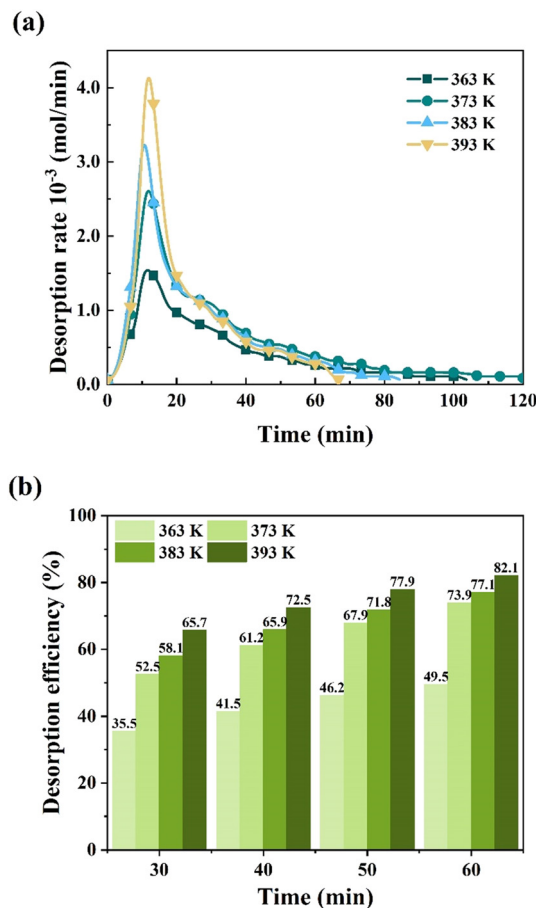 (a)
Desorption rate 10⁻³ (mol/min)
4.0
3.0
2.0
1.0
0.0
363 K
373 K
383 K
393 K
0 20 40 60 80 100 120
Time (min)
(b)
Desorption efficiency (%)
100
80
60
40
20
0
363 K 373 K
383 K 393 K
35.5 52.5 58.1 65.7
41.5 61.2 65.9 72.5
46.2 67.9 71.8 77.9
49.5 73.9 77.1 82.1
30 40 50 60
Time (min)